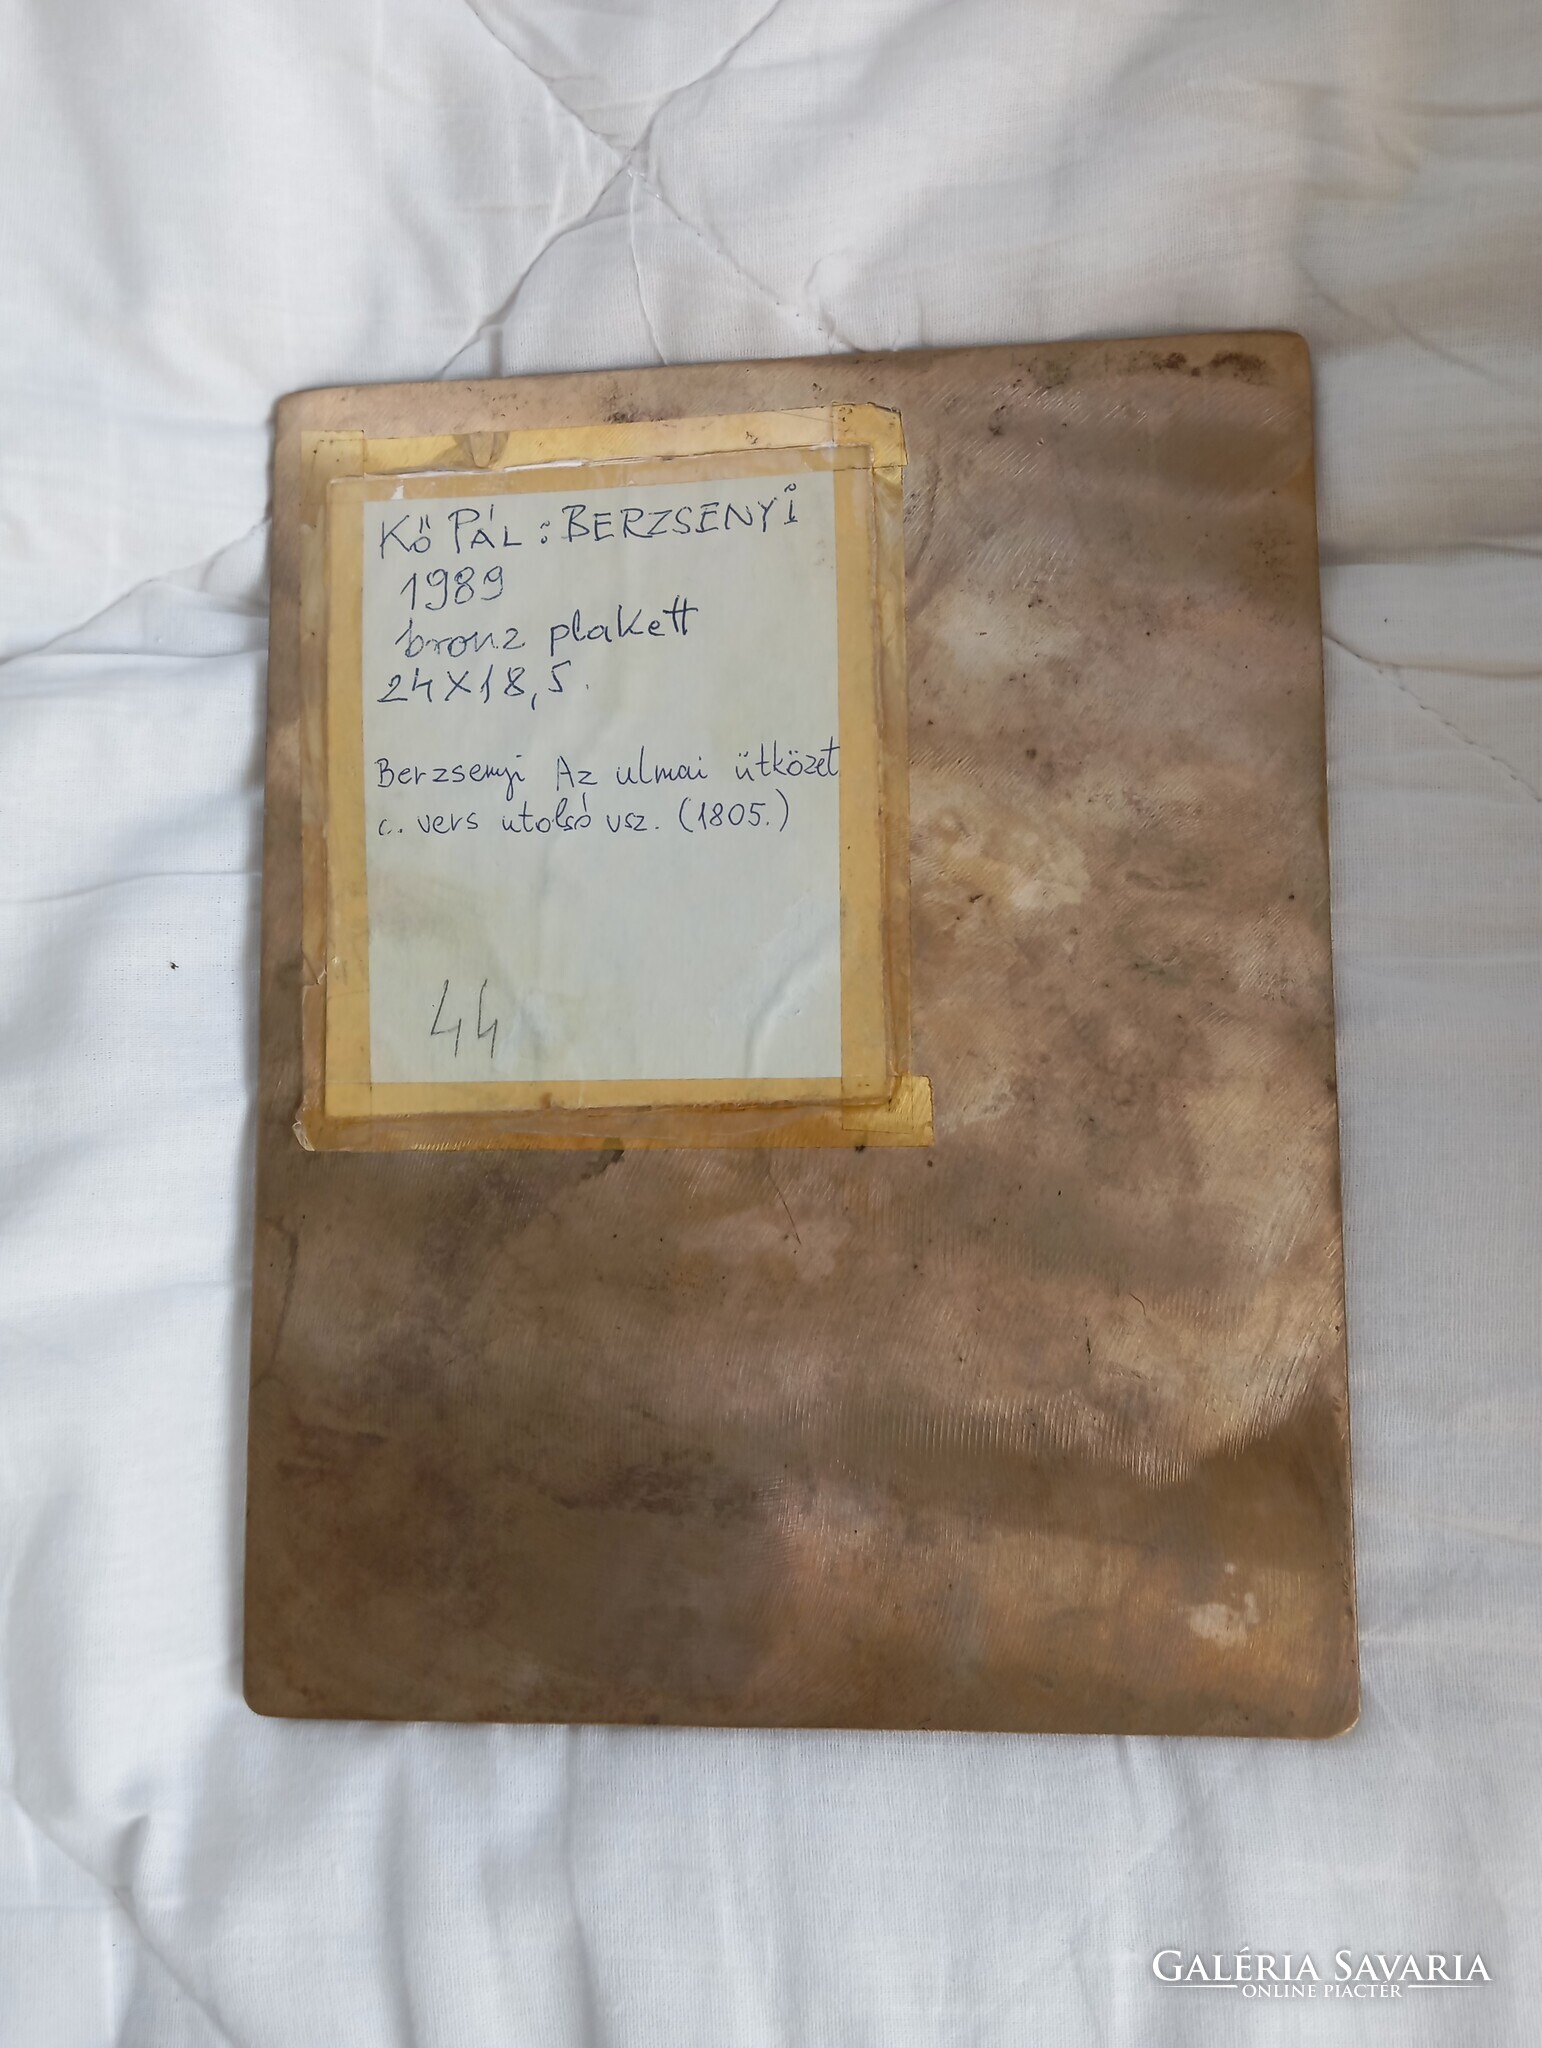 Kő Pál: BERZSENYI
1989
bronz plakett
24X18,5.
Berzsenyi Az ulmai ütközet
c. vers utolsó vsz. (1805.)
44
GALÉRIA SAVARIA
ONLINE PIACTÉR